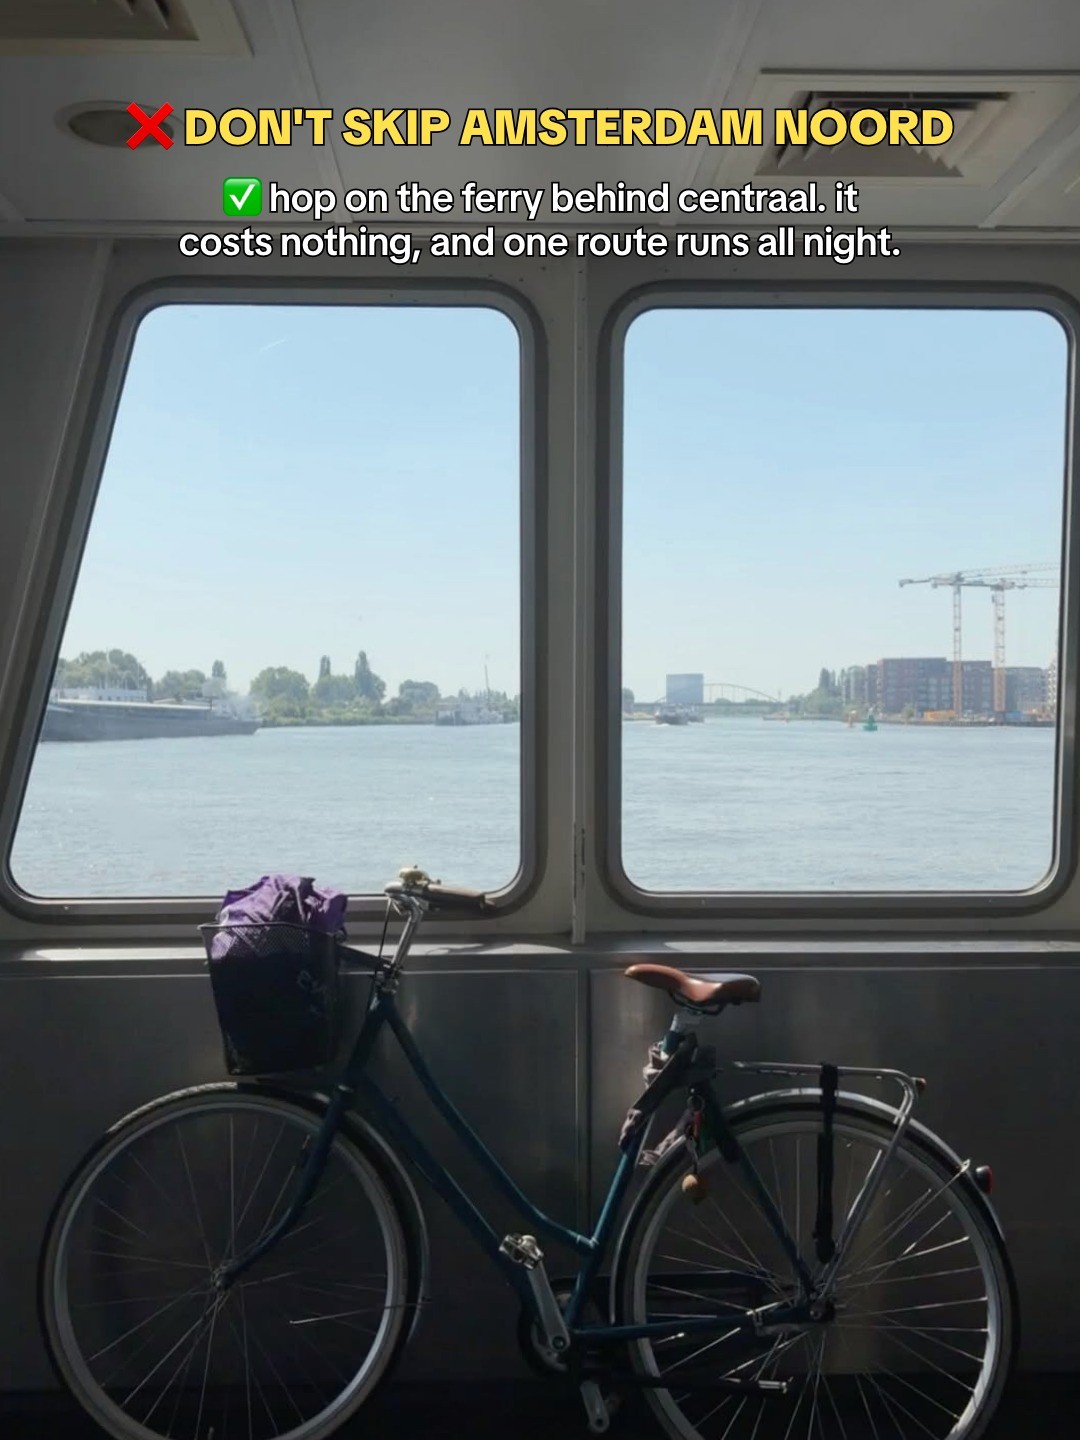 ❌ DON'T SKIP AMSTERDAM NOORD
✅ hop on the ferry behind centraal. it
costs nothing, and one route runs all night.